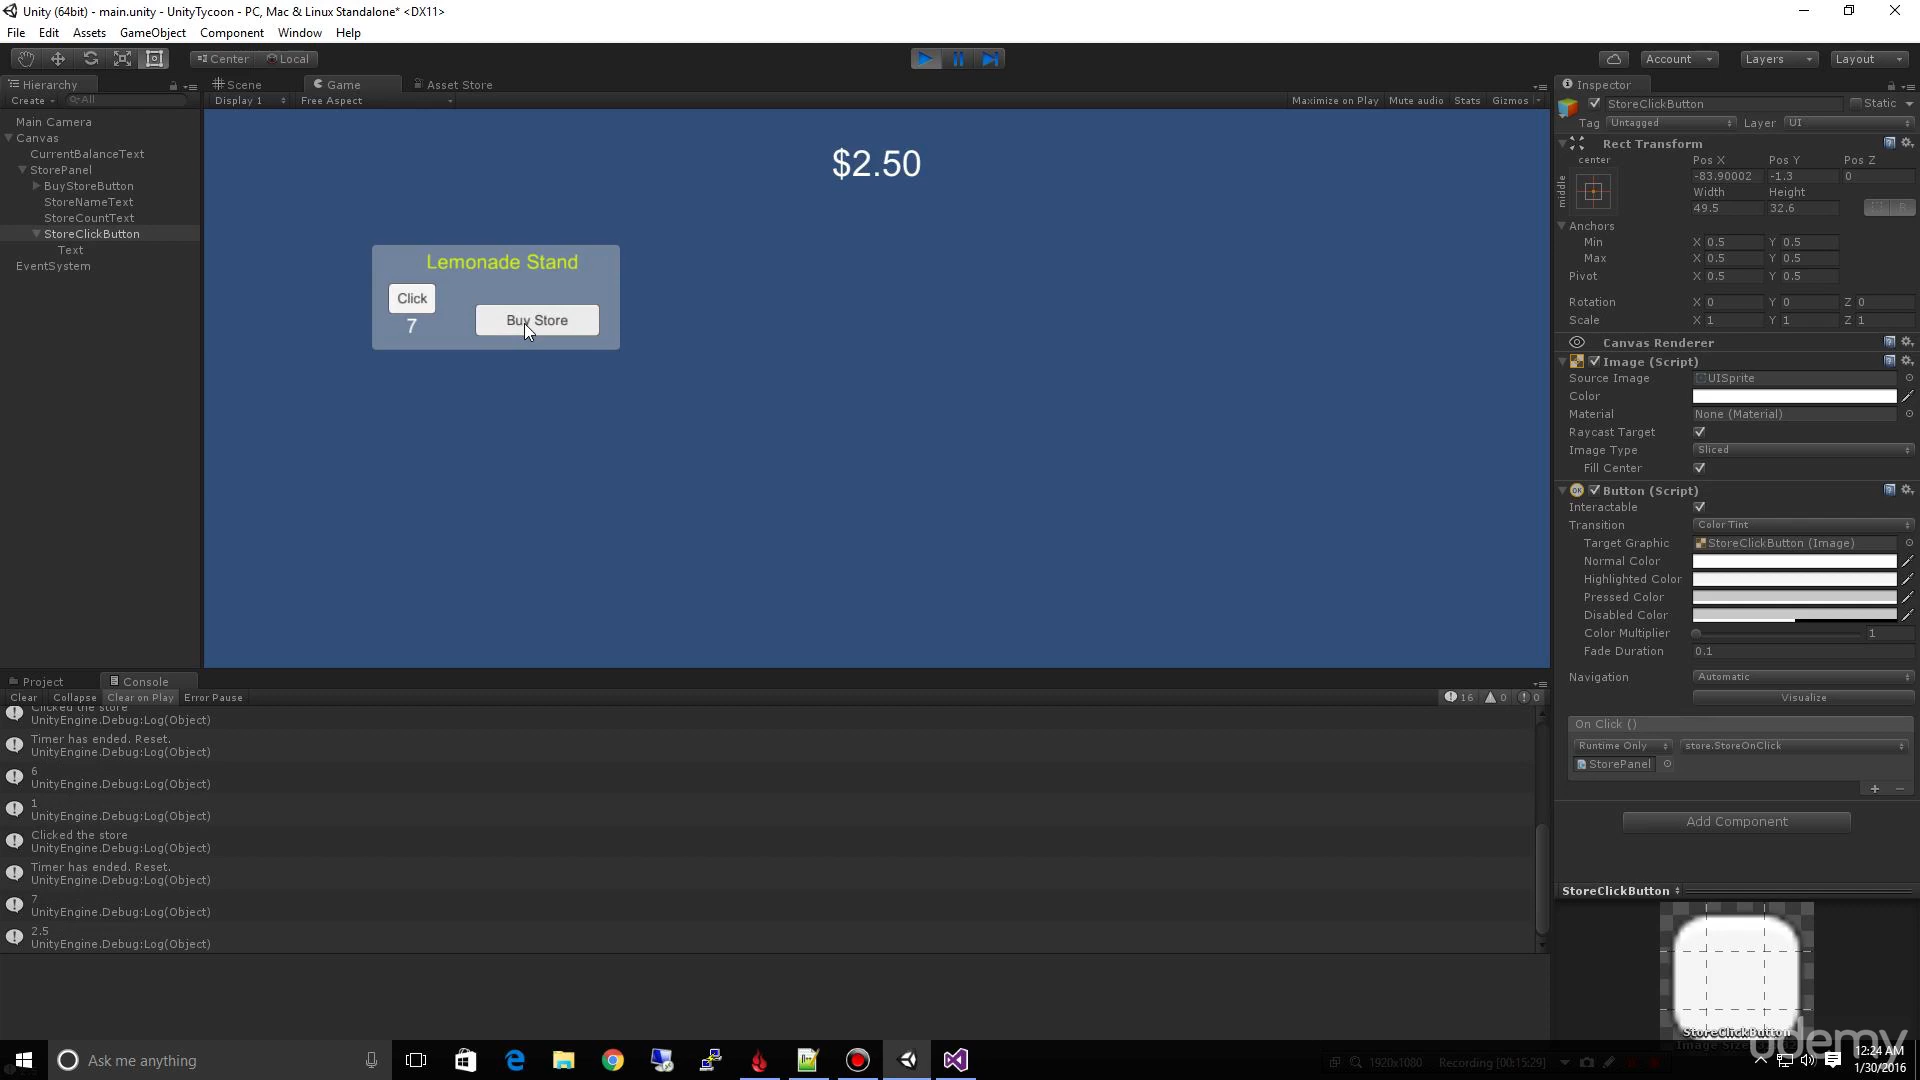 Unity (64bit) - main.unity - UnityTycoon - PC, Mac & Linux Standalone* <DX11>
File Edit Assets GameObject Component Window Help
Center Local
Account Layers Layout
Hierarchy
Create All
Main Camera
Canvas
CurrentBalanceText
StorePanel
BuyStoreButton
StoreNameText
StoreCountText
StoreClickButton
Text
EventSystem
Scene Game Asset Store
Display 1 Free Aspect Maximize on Play Mute audio Stats Gizmos
$2.50
Lemonade Stand
Click
7
Buy Store
Project Console
Clear Collapse Clear on Play Error Pause 16 0 0
Clicked the store
UnityEngine.Debug:Log(Object)
Timer has ended. Reset.
UnityEngine.Debug:Log(Object)
6
UnityEngine.Debug:Log(Object)
1
UnityEngine.Debug:Log(Object)
Clicked the store
UnityEngine.Debug:Log(Object)
Timer has ended. Reset.
UnityEngine.Debug:Log(Object)
7
UnityEngine.Debug:Log(Object)
2.5
UnityEngine.Debug:Log(Object)
Inspector
StoreClickButton Static
Tag Untagged Layer UI
Rect Transform
center
middle
Pos X Pos Y Pos Z
-83.90002 -1.3 0
Width Height
49.5 32.6 R
Anchors
Min X 0.5 Y 0.5
Max X 0.5 Y 0.5
Pivot X 0.5 Y 0.5
Rotation X 0 Y 0 Z 0
Scale X 1 Y 1 Z 1
Canvas Renderer
Image (Script)
Source Image UISprite
Color
Material None (Material)
Raycast Target
Image Type Sliced
Fill Center
Button (Script)
Interactable
Transition Color Tint
Target Graphic StoreClickButton (Image)
Normal Color
Highlighted Color
Pressed Color
Disabled Color
Color Multiplier 1
Fade Duration 0.1
Navigation Automatic
Visualize
On Click ()
Runtime Only store.StoreOnClick
StorePanel
+ -
Add Component
StoreClickButton
StoreClickButton
udemy
Ask me anything
1920x1080 Recording [00:15:29]
12:24 AM
1/30/2016